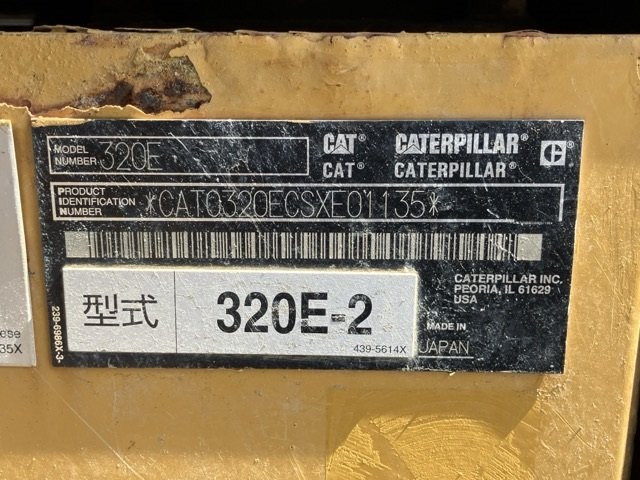 MODEL NUMBER 320E
CAT® CATERPILLAR®
CAT® CATERPILLAR®
PRODUCT IDENTIFICATION NUMBER *CAT0320ECSXE01135*
CATERPILLAR INC.
PEORIA, IL 61629
USA
型式 320E-2
439-5614X
MADE IN JAPAN
239-6986X-3
35X